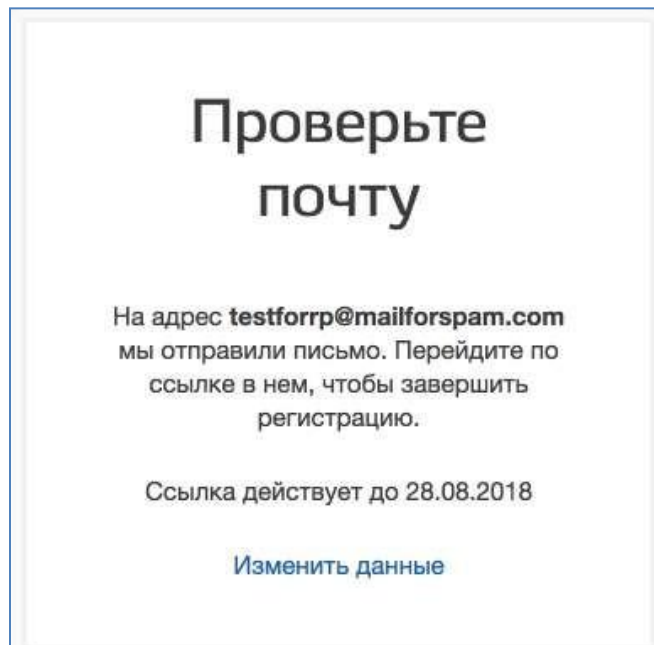 Проверьте
почту
На адрес testforrp@mailforspam.com
мы отправили письмо. Перейдите по
ссылке в нем, чтобы завершить
регистрацию.
Ссылка действует до 28.08.2018
Изменить данные